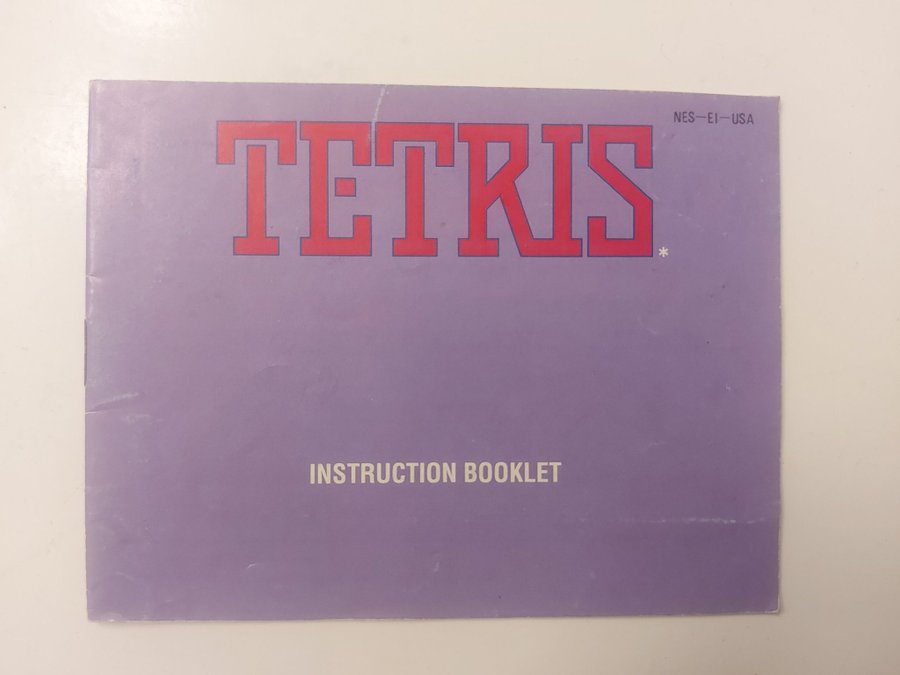 NES-EI-USA
TETRIS*
INSTRUCTION BOOKLET